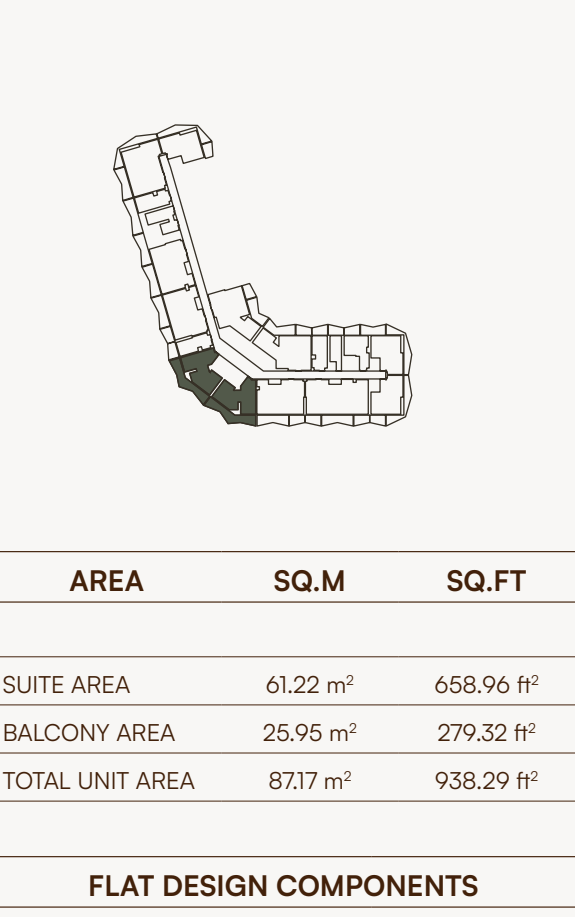 AREA SQ.M SQ.FT
SUITE AREA 61.22 m² 658.96 ft²
BALCONY AREA 25.95 m² 279.32 ft²
TOTAL UNIT AREA 87.17 m² 938.29 ft²
FLAT DESIGN COMPONENTS